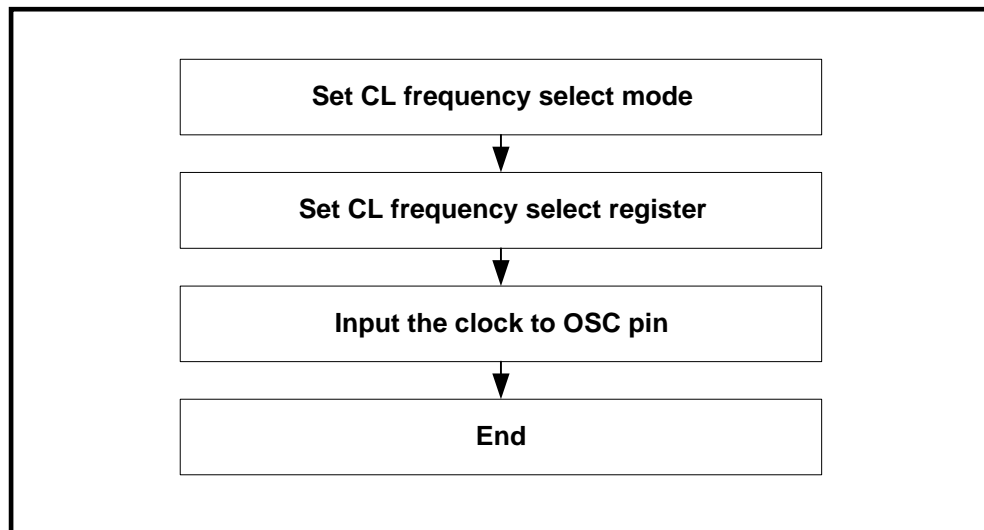 Set CL frequency select mode
Set CL frequency select register
Input the clock to OSC pin
End